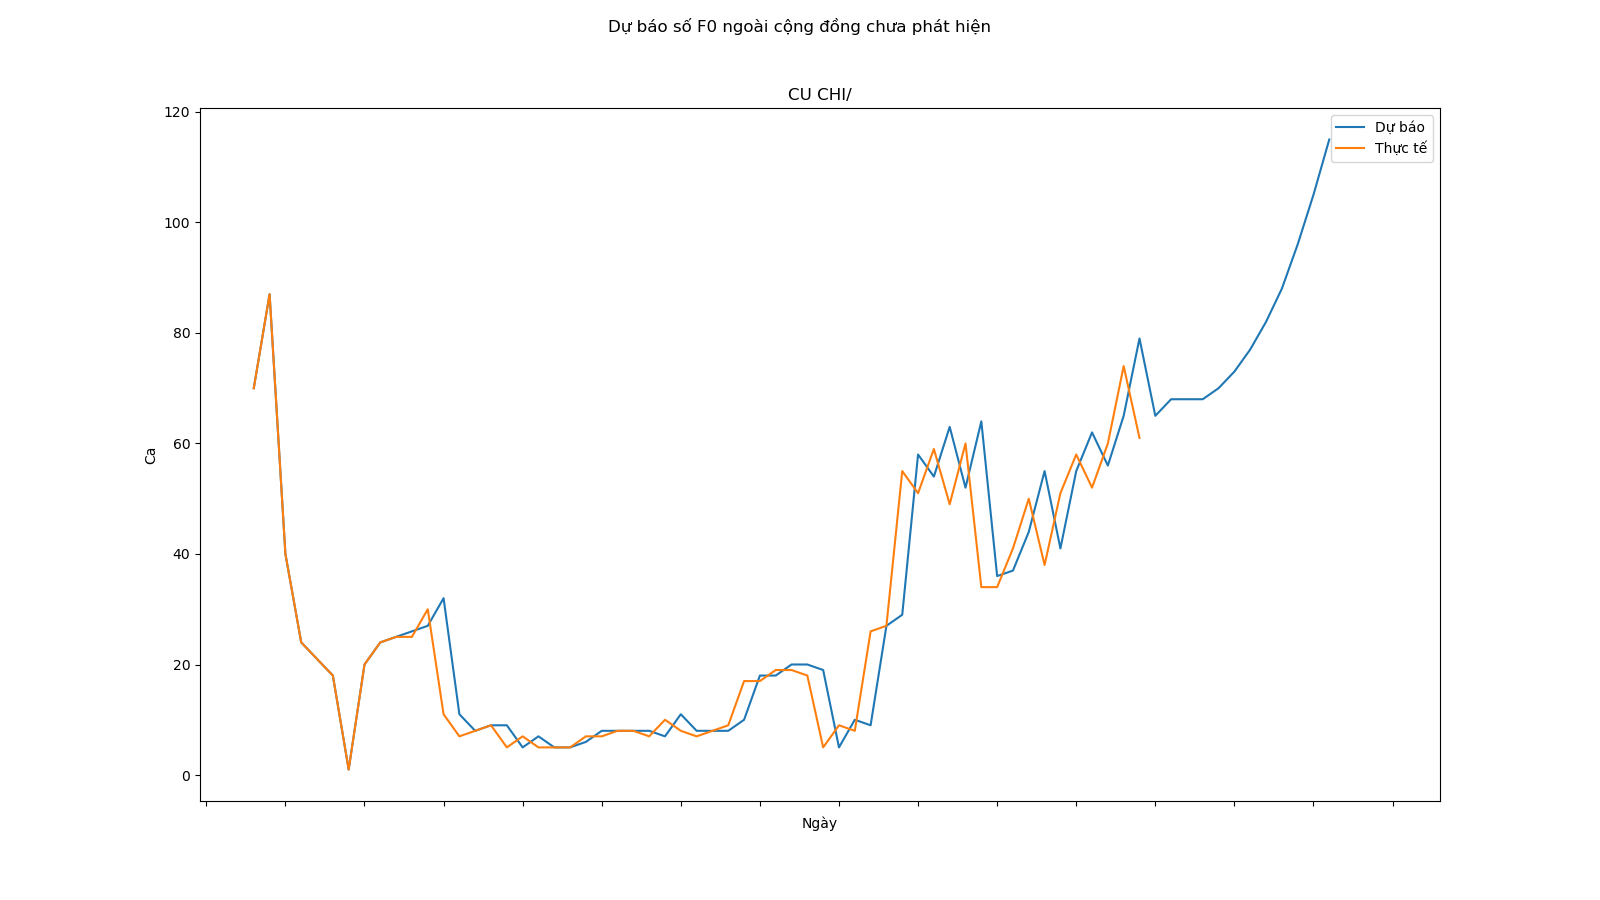 Dự báo số F0 ngoài cộng đồng chưa phát hiện
CU CHI/
120
100
80
60
40
20
0
Ca
Ngày
Dự báo
Thực tế